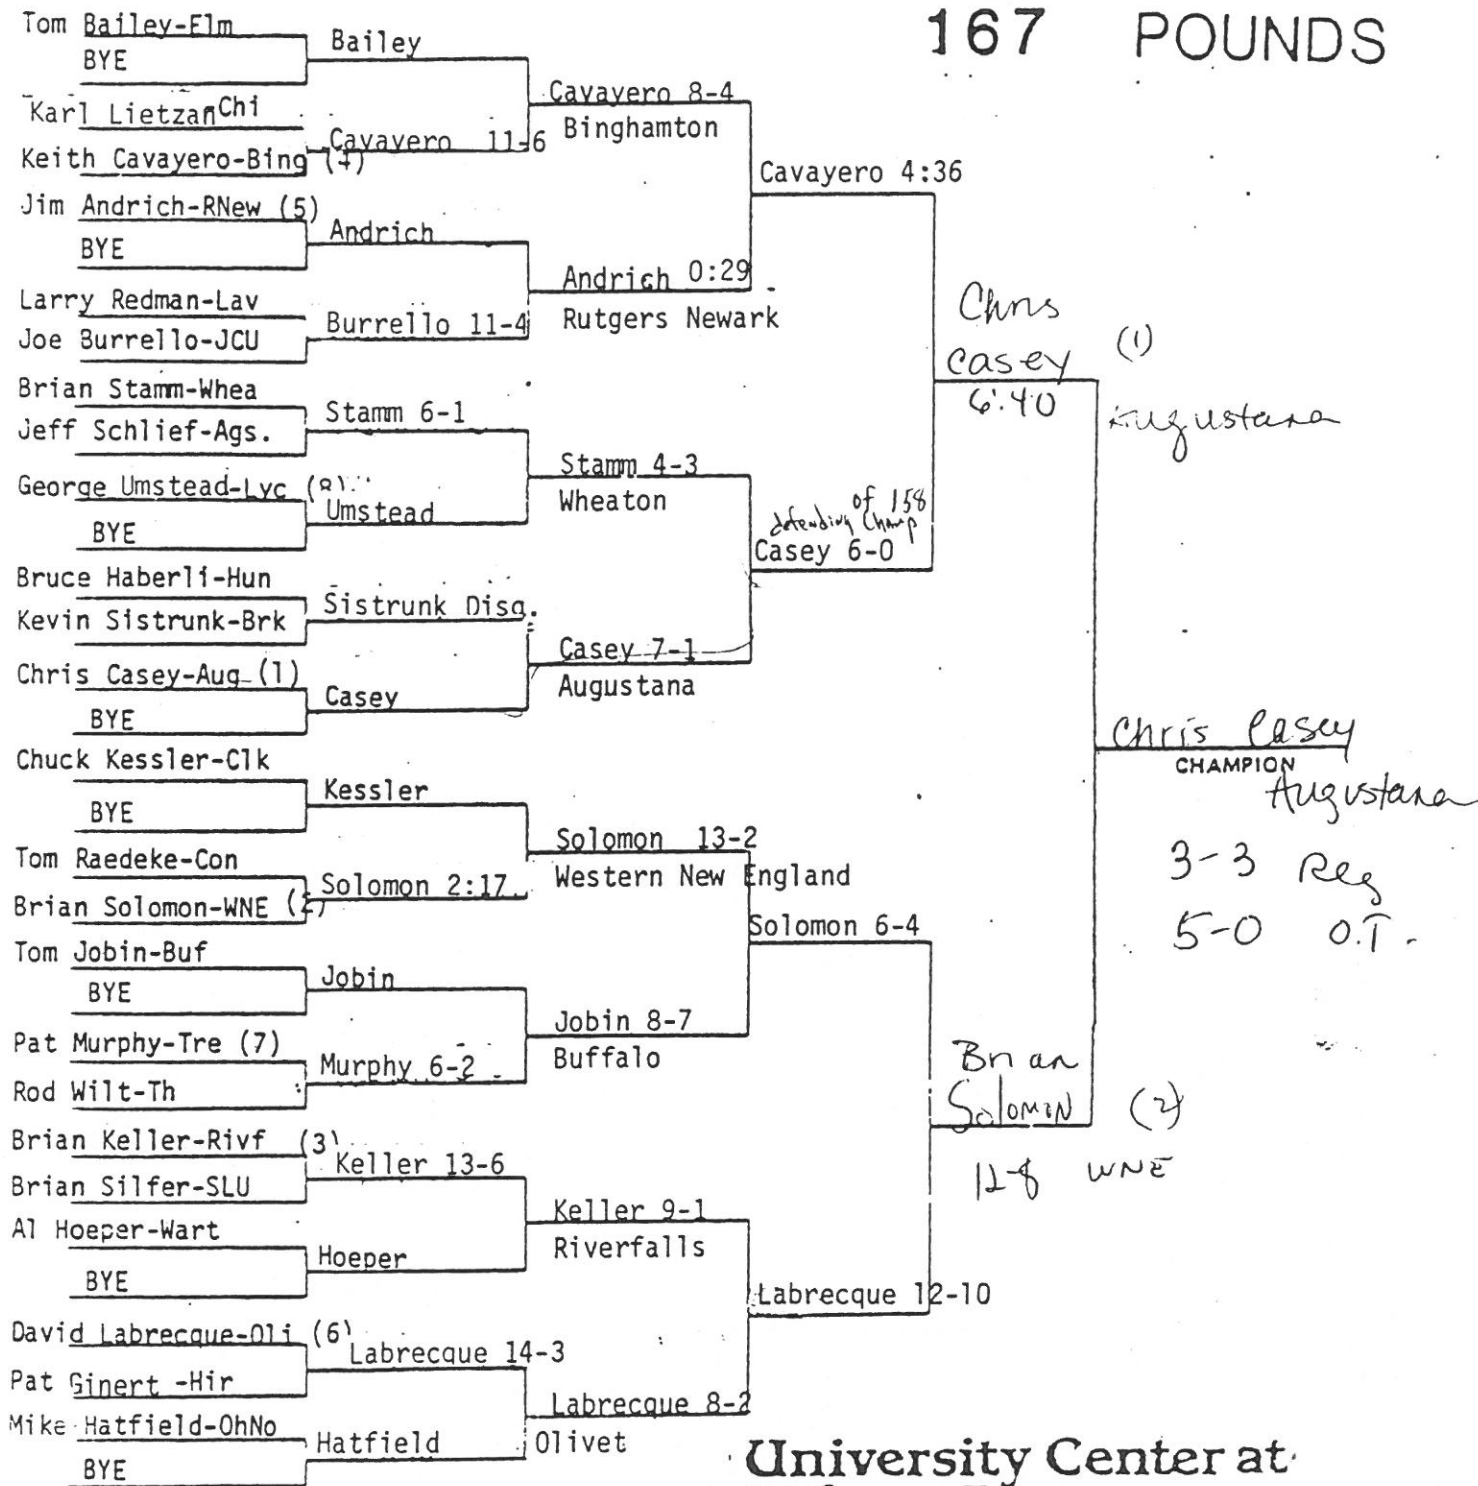 167 POUNDS
Tom Bailey-Elm
BYE
Karl Lietzan Chi
Keith Cavayero-Bing (4)
Jim Andrich-RNew (5)
BYE
Larry Redman-Lav
Joe Burrello-JCU
Brian Stamm-Whea
Jeff Schlief-Ags.
George Umstead-Lyc (8)
BYE
Bruce Haberli-Hun
Kevin Sistrunk-Brk
Chris Casey-Aug (1)
BYE
Chuck Kessler-Clk
BYE
Tom Raedeke-Con
Brian Solomon-WNE (2)
Tom Jobin-Buf
BYE
Pat Murphy-Tre (7)
Rod Wilt-Th
Brian Keller-Rivf (3)
Brian Silfer-SLU
Al Hoeper-Wart
BYE
David Labrecque-Oli (6)
Pat Ginert -Hir
Mike Hatfield-OhNo
BYE
Bailey
Cavayero 11-6
Andrich
Burrello 11-4
Stamm 6-1
Umstead
Sistrunk Disq.
Casey
Kessler
Solomon 2:17
Jobin
Murphy 6-2
Keller 13-6
Hoeper
Labrecque 14-3
Hatfield
Cavayero 8-4
Binghamton
Andrich 0:29
Rutgers Newark
Stamm 4-3
Wheaton
Casey 7-1
Augustana
Solomon 13-2
Western New England
Jobin 8-7
Buffalo
Keller 9-1
Riverfalls
Labrecque 8-2
Olivet
Cavayero 4:36
of 158
defending Champ
Casey 6-0
Solomon 6-4
Labrecque 12-10
Chris
Casey (1)
6:40
Augustana
Brian
Solomon (2)
12-8 WNE
Chris Casey
CHAMPION
Augustana
3-3 Reg
5-0 O.T.
University Center at